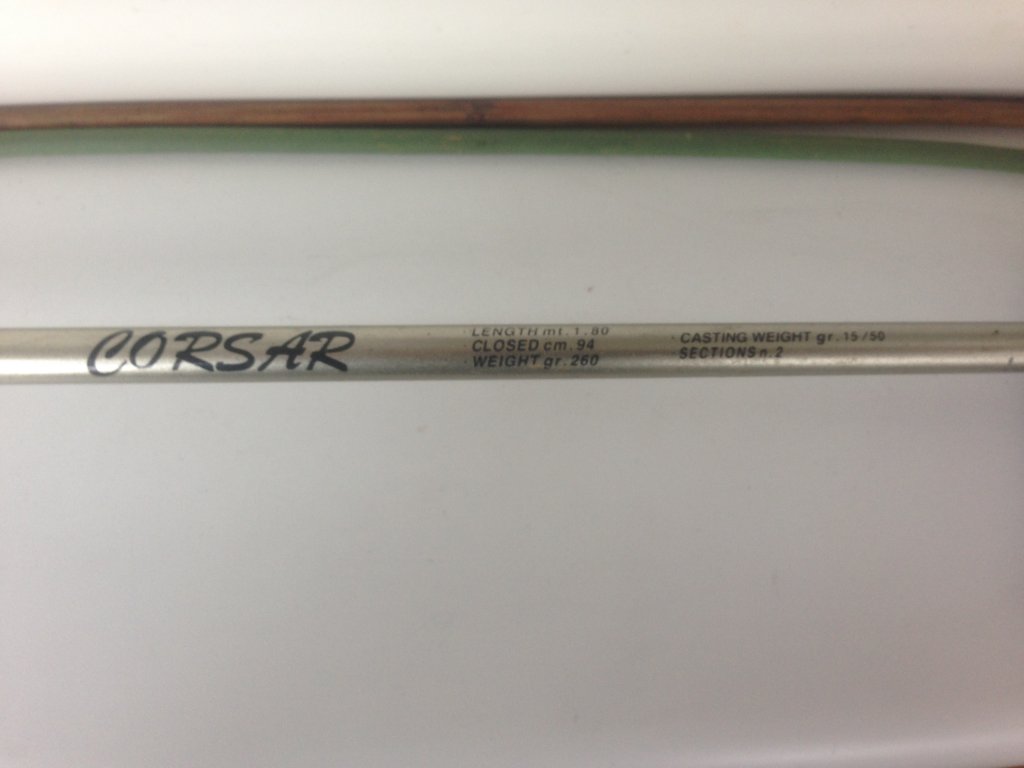 CORSAR
· LENGTH mt. 1.80
· CLOSED cm. 94
· WEIGHT gr. 260
· CASTING WEIGHT gr. 15/50
· SECTIONS n. 2